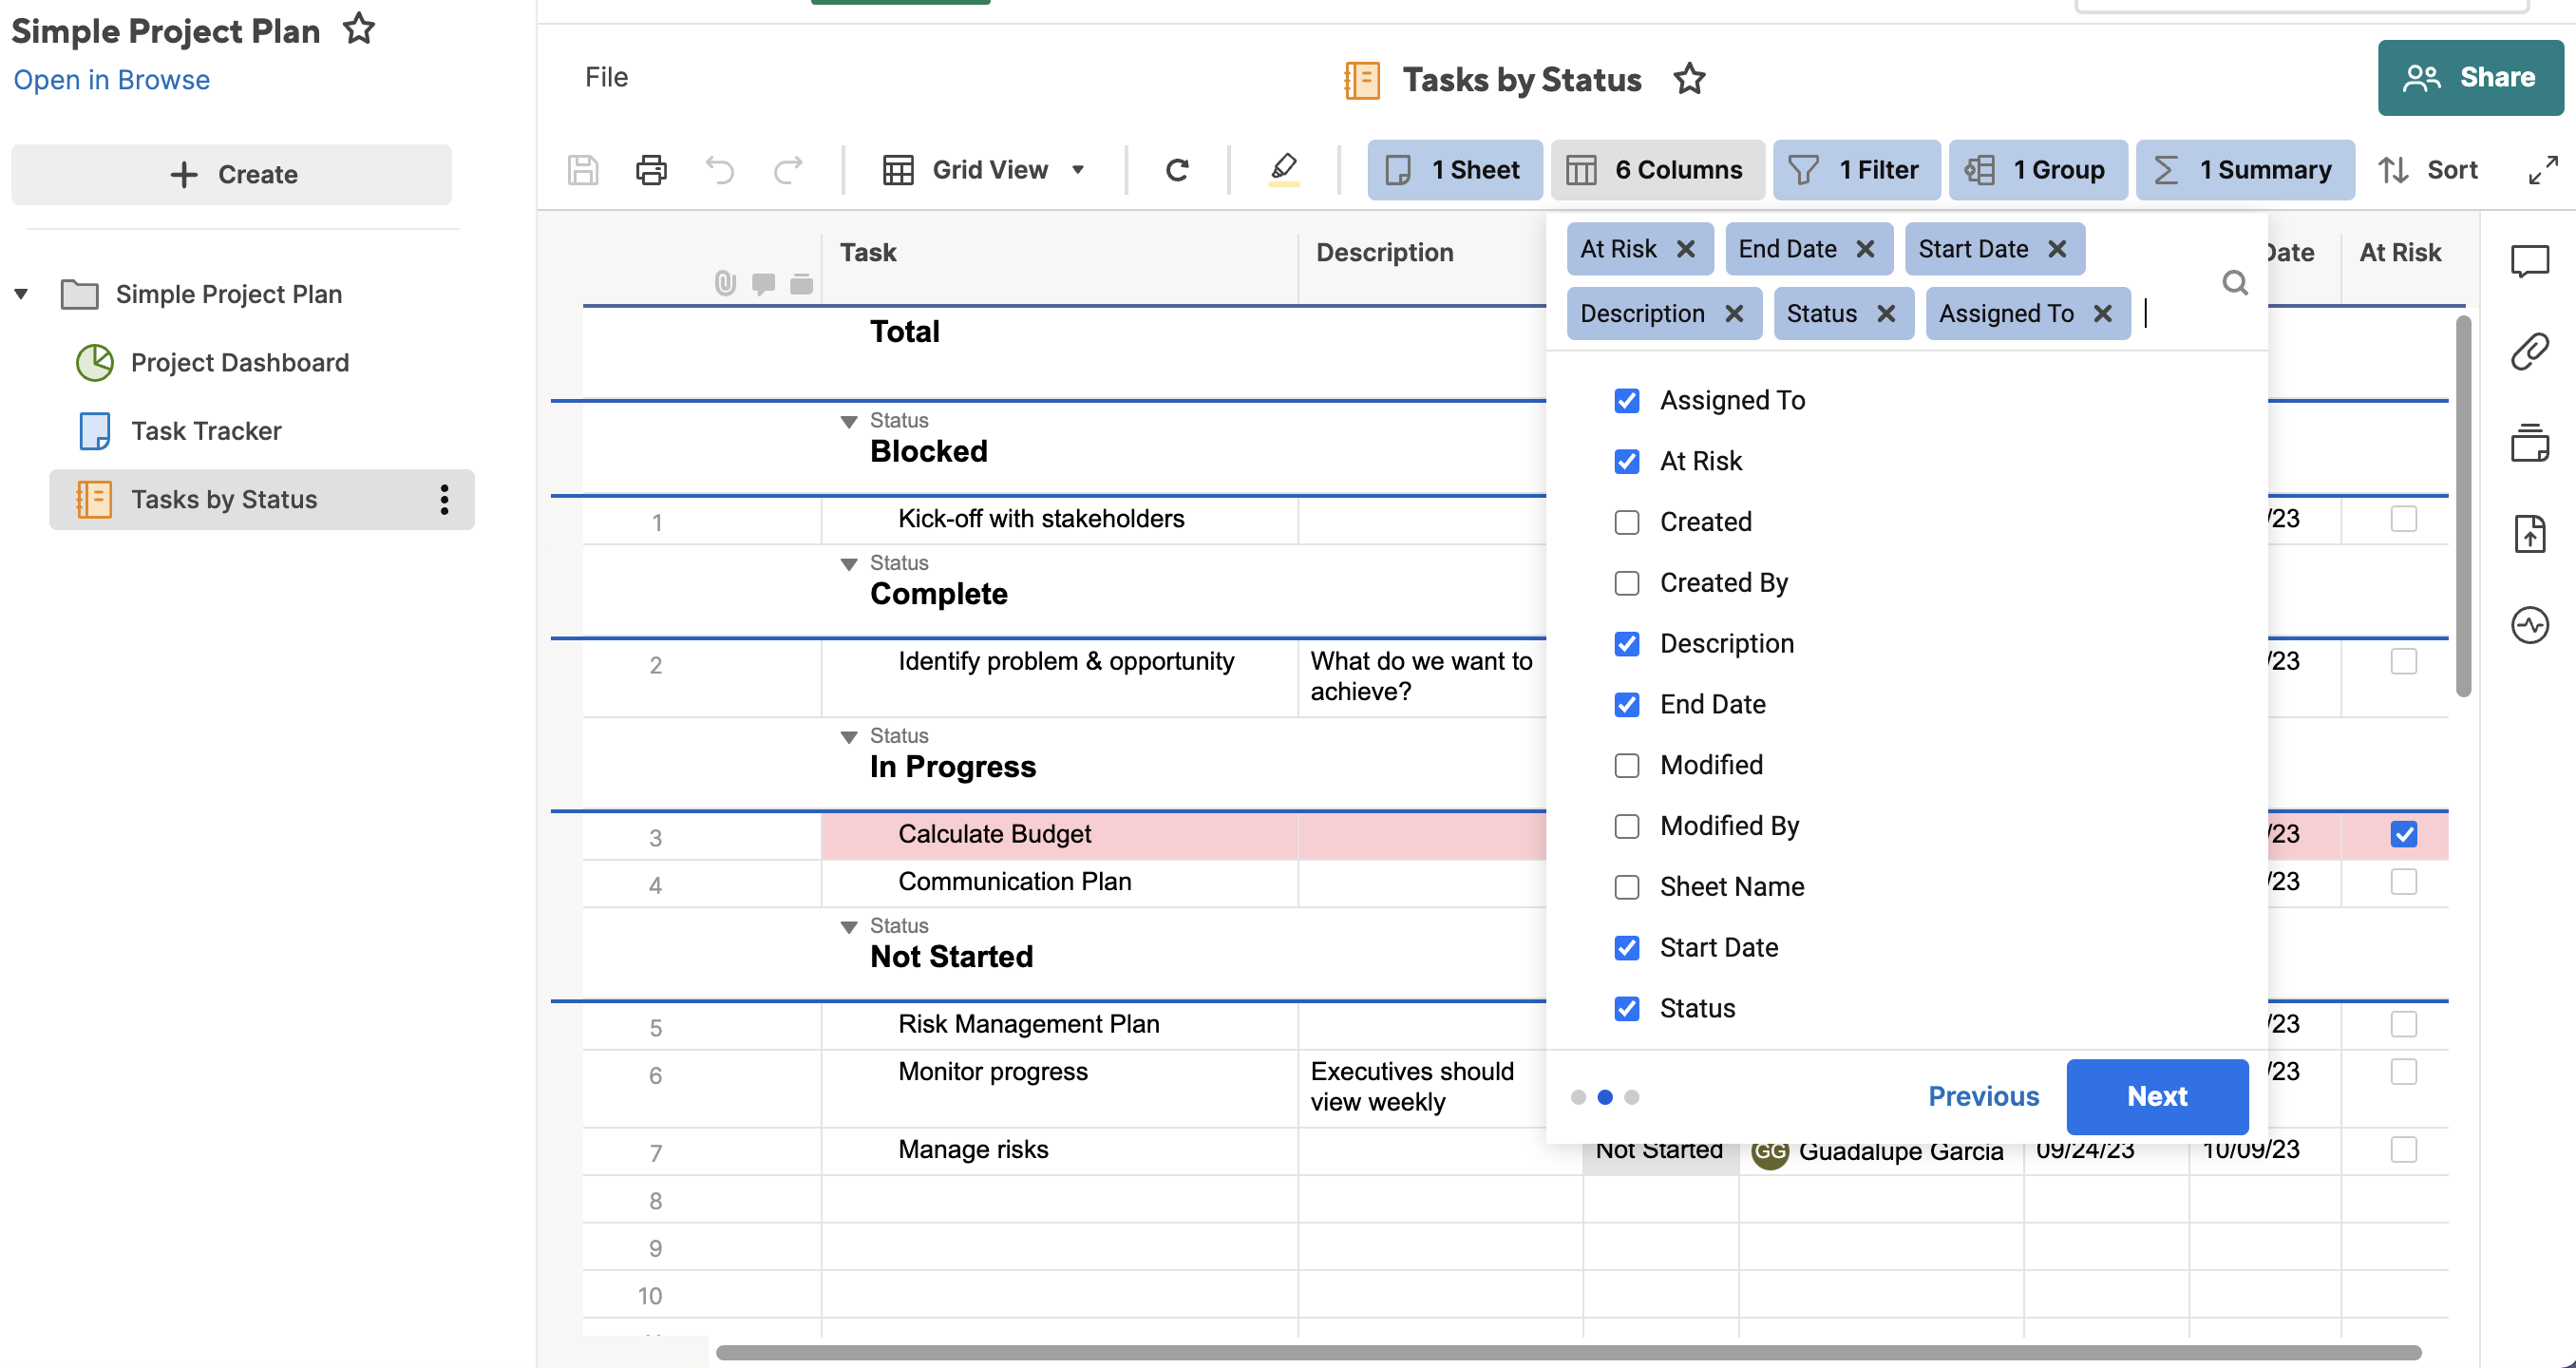 Simple Project Plan
Open in Browse
Create
Simple Project Plan
Project Dashboard
Task Tracker
Tasks by Status
File
Tasks by Status
Share
Grid View
1 Sheet
6 Columns
1 Filter
1 Group
1 Summary
Sort
Task
Description
Date
At Risk
At Risk
End Date
Start Date
Description
Status
Assigned To
Assigned To
At Risk
Created
Created By
Description
End Date
Modified
Modified By
Sheet Name
Start Date
Status
Previous
Next
Total
Status
Blocked
1 Kick-off with stakeholders /23
Status
Complete
2 Identify problem & opportunity What do we want to /23
achieve?
Status
In Progress
3 Calculate Budget /23
4 Communication Plan /23
Status
Not Started
5 Risk Management Plan /23
6 Monitor progress Executives should /23
view weekly
7 Manage risks Not Started GG Guadalupe Garcia 09/24/23 10/09/23
8
9
10